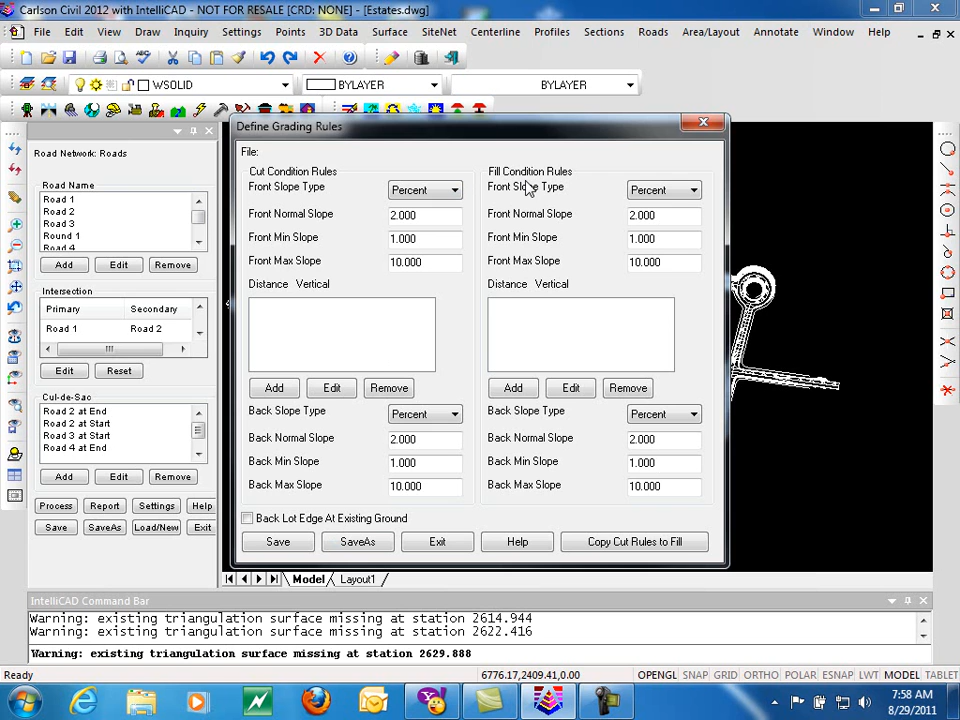 Carlson Civil 2012 with IntelliCAD - NOT FOR RESALE [CRD: NONE] - [Estates.dwg]
File Edit View Draw Inquiry Settings Points 3D Data Surface SiteNet Centerline Profiles Sections Roads Area/Layout Annotate Window Help
WSOLID BYLAYER BYLAYER
Define Grading Rules
Road Network: Roads
File:
Cut Condition Rules Fill Condition Rules
Front Slope Type Percent Front Slope Type Percent
Road Name
Road 1
Road 2
Road 3
Round 1
Road 4
Front Normal Slope 2.000 Front Normal Slope 2.000
Front Min Slope 1.000 Front Min Slope 1.000
Front Max Slope 10.000 Front Max Slope 10.000
Add Edit Remove
Distance Vertical Distance Vertical
Intersection
Primary Secondary
Road 1 Road 2
Edit Reset
Add Edit Remove Add Edit Remove
Cul-de-Sac
Road 2 at End
Road 2 at Start
Road 3 at Start
Road 4 at End
Back Slope Type Percent Back Slope Type Percent
Back Normal Slope 2.000 Back Normal Slope 2.000
Back Min Slope 1.000 Back Min Slope 1.000
Back Max Slope 10.000 Back Max Slope 10.000
Add Edit Remove
Process Report Settings Help
Save SaveAs Load/New Exit
Back Lot Edge At Existing Ground
Save SaveAs Exit Help Copy Cut Rules to Fill
Model Layout1
IntelliCAD Command Bar
Warning: existing triangulation surface missing at station 2614.944
Warning: existing triangulation surface missing at station 2622.416
Warning: existing triangulation surface missing at station 2629.888
Ready 6776.17,2409.41,0.00 OPENGL SNAP GRID ORTHO POLAR ESNAP LWT MODEL TABLET
7:58 AM
8/29/2011